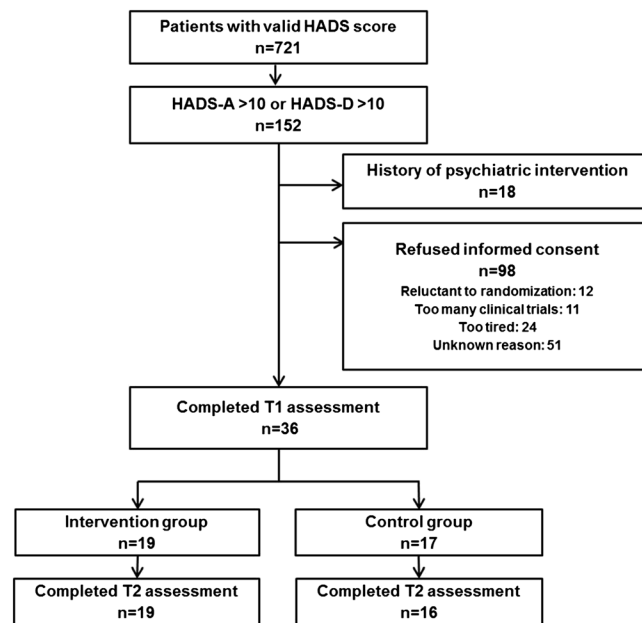 Patients with valid HADS score
n=721
HADS-A >10 or HADS-D >10
n=152
History of psychiatric intervention
n=18
Refused informed consent
n=98
Reluctant to randomization: 12
Too many clinical trials: 11
Too tired: 24
Unknown reason: 51
Completed T1 assessment
n=36
Intervention group
n=19
Control group
n=17
Completed T2 assessment
n=19
Completed T2 assessment
n=16